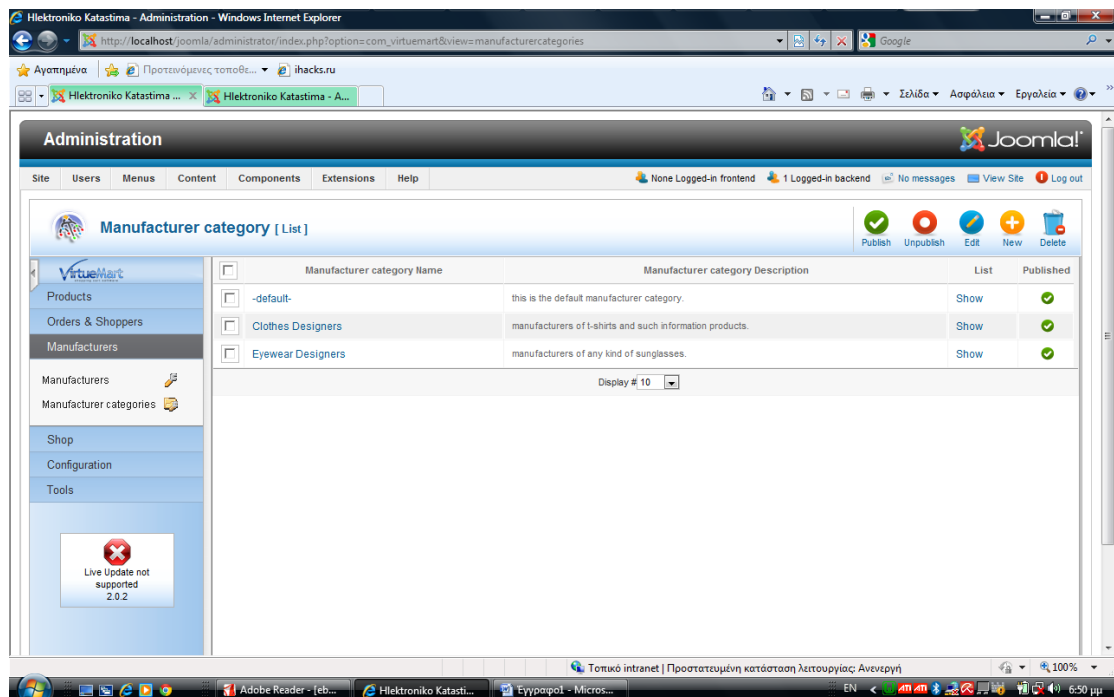 Hlektroniko Katastima - Administration - Windows Internet Explorer
http://localhost/joomla/administrator/index.php?option=com_virtuemart&view=manufacturercategories
Google
Αγαπημένα Προτεινόμενες τοποθε... ihacks.ru
Hlektroniko Katastima ... Hlektroniko Katastima - A...
Σελίδα Ασφάλεια Εργαλεία
Administration
Joomla!
Site Users Menus Content Components Extensions Help
None Logged-in frontend 1 Logged-in backend No messages View Site Log out
Manufacturer category [ List ]
Publish Unpublish Edit New Delete
VirtueMart
Products
Orders & Shoppers
Manufacturers
Manufacturers
Manufacturer categories
Shop
Configuration
Tools
Live Update not
supported
2.0.2
Manufacturer category Name Manufacturer category Description List Published
-default- this is the default manufacturer category. Show
Clothes Designers manufacturers of t-shirts and such information products. Show
Eyewear Designers manufacturers of any kind of sunglasses. Show
Display # 10
Τοπικό intranet | Προστατευμένη κατάσταση λειτουργίας: Ανενεργή
100%
Adobe Reader - [eb... Hlektroniko Katasti... Έγγραφο1 - Micros...
EN 6:50 μμ